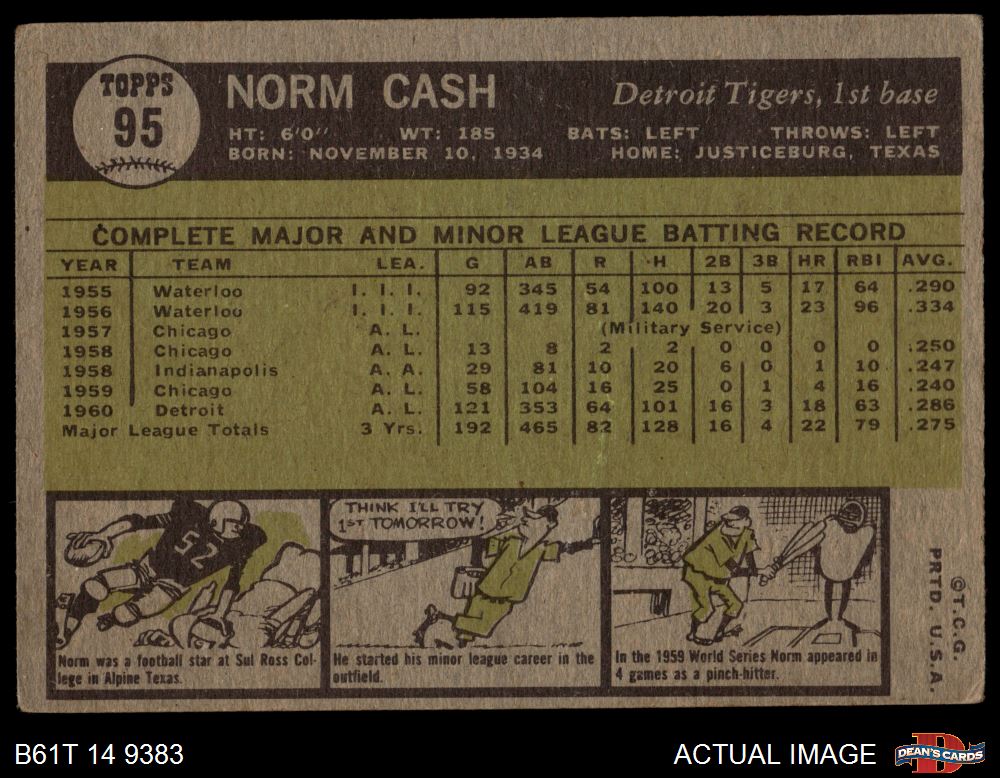 TOPPS
95
NORM CASH
Detroit Tigers, 1st base
HT: 6'0" WT: 185 BATS: LEFT THROWS: LEFT
BORN: NOVEMBER 10, 1934 HOME: JUSTICEBURG, TEXAS
COMPLETE MAJOR AND MINOR LEAGUE BATTING RECORD
YEAR TEAM LEA. G AB R H 2B 3B HR RBI AVG.
1955 Waterloo I. I. I. 92 345 54 100 13 5 17 64 .290
1956 Waterloo I. I. I. 115 419 81 140 20 3 23 96 .334
1957 Chicago A. L. (Military Service)
1958 Chicago A. L. 13 8 2 2 0 0 0 0 .250
1958 Indianapolis A. A. 29 81 10 20 6 0 1 10 .247
1959 Chicago A. L. 58 104 16 25 0 1 4 16 .240
1960 Detroit A. L. 121 353 64 101 16 3 18 63 .286
Major League Totals 3 Yrs. 192 465 82 128 16 4 22 79 .275
52
Norm was a football star at Sul Ross Col-
lege in Alpine Texas.
THINK I'LL TRY
1ST TOMORROW!
He started his minor league career in the
outfield.
In the 1959 World Series Norm appeared in
4 games as a pinch-hitter.
©T.C.G.
PRTD. U.S.A.
B61T 14 9383
ACTUAL IMAGE
D
DEAN'S CARDS